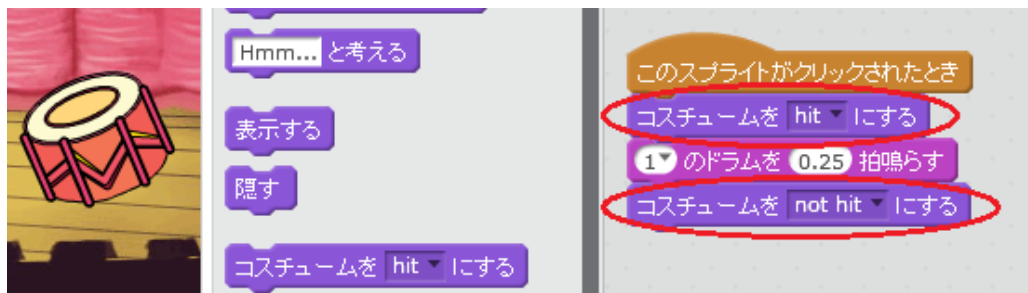 Hmm... と考える
表示する
隠す
コスチュームを hit にする
このスプライトがクリックされたとき
コスチュームを hit にする
1 のドラムを 0.25 拍鳴らす
コスチュームを not hit にする